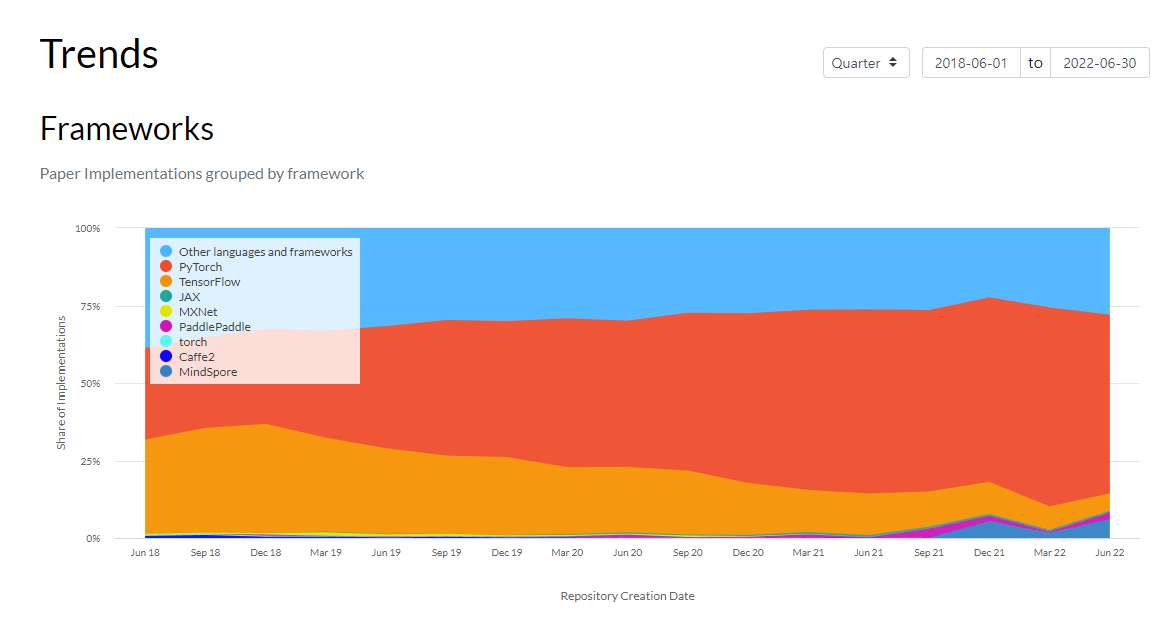 Trends
Quarter
2018-06-01 to 2022-06-30
Frameworks
Paper Implementations grouped by framework
100%
75%
50%
25%
0%
Share of Implementations
Other languages and frameworks
PyTorch
TensorFlow
JAX
MXNet
PaddlePaddle
torch
Caffe2
MindSpore
Jun 18 Sep 18 Dec 18 Mar 19 Jun 19 Sep 19 Dec 19 Mar 20 Jun 20 Sep 20 Dec 20 Mar 21 Jun 21 Sep 21 Dec 21 Mar 22 Jun 22
Repository Creation Date